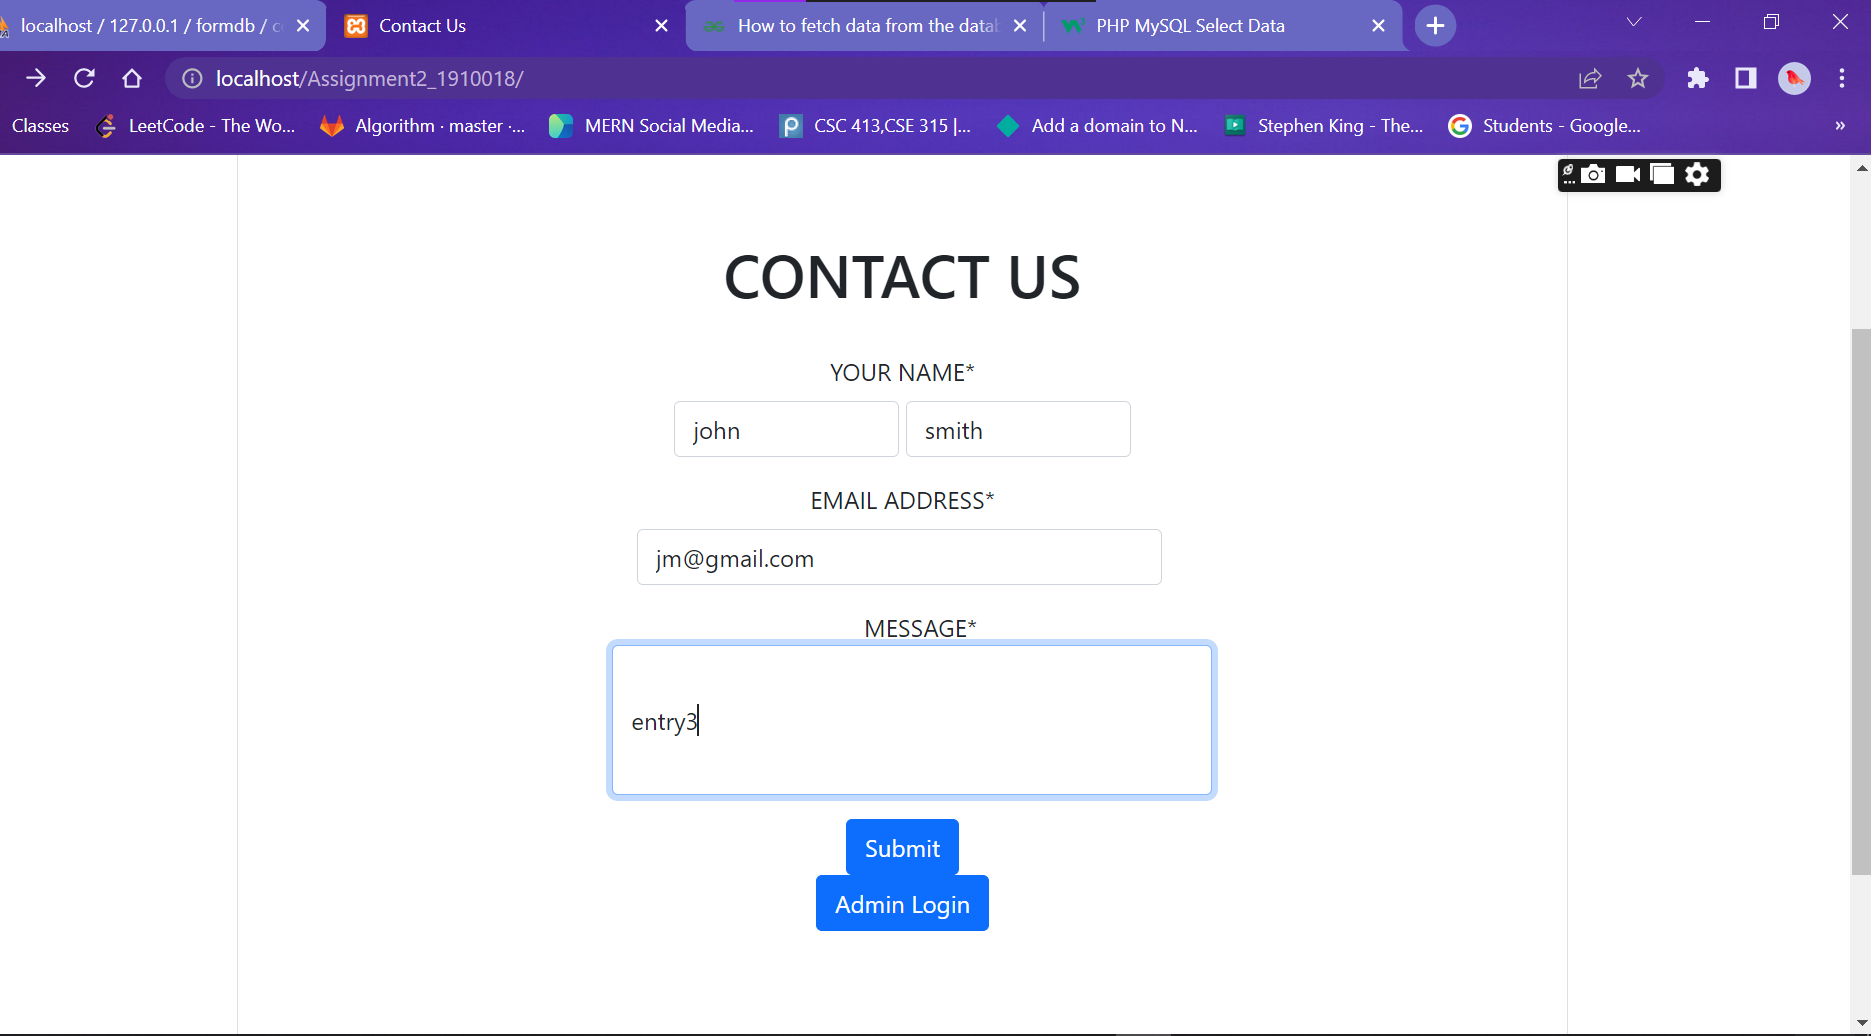 localhost / 127.0.0.1 / formdb / c
Contact Us
How to fetch data from the datab
PHP MySQL Select Data
localhost/Assignment2_1910018/
Classes
LeetCode - The Wo...
Algorithm · master ·...
MERN Social Media...
CSC 413,CSE 315 |...
Add a domain to N...
Stephen King - The...
Students - Google...
»
CONTACT US
YOUR NAME*
john
smith
EMAIL ADDRESS*
jm@gmail.com
MESSAGE*
entry3
Submit
Admin Login